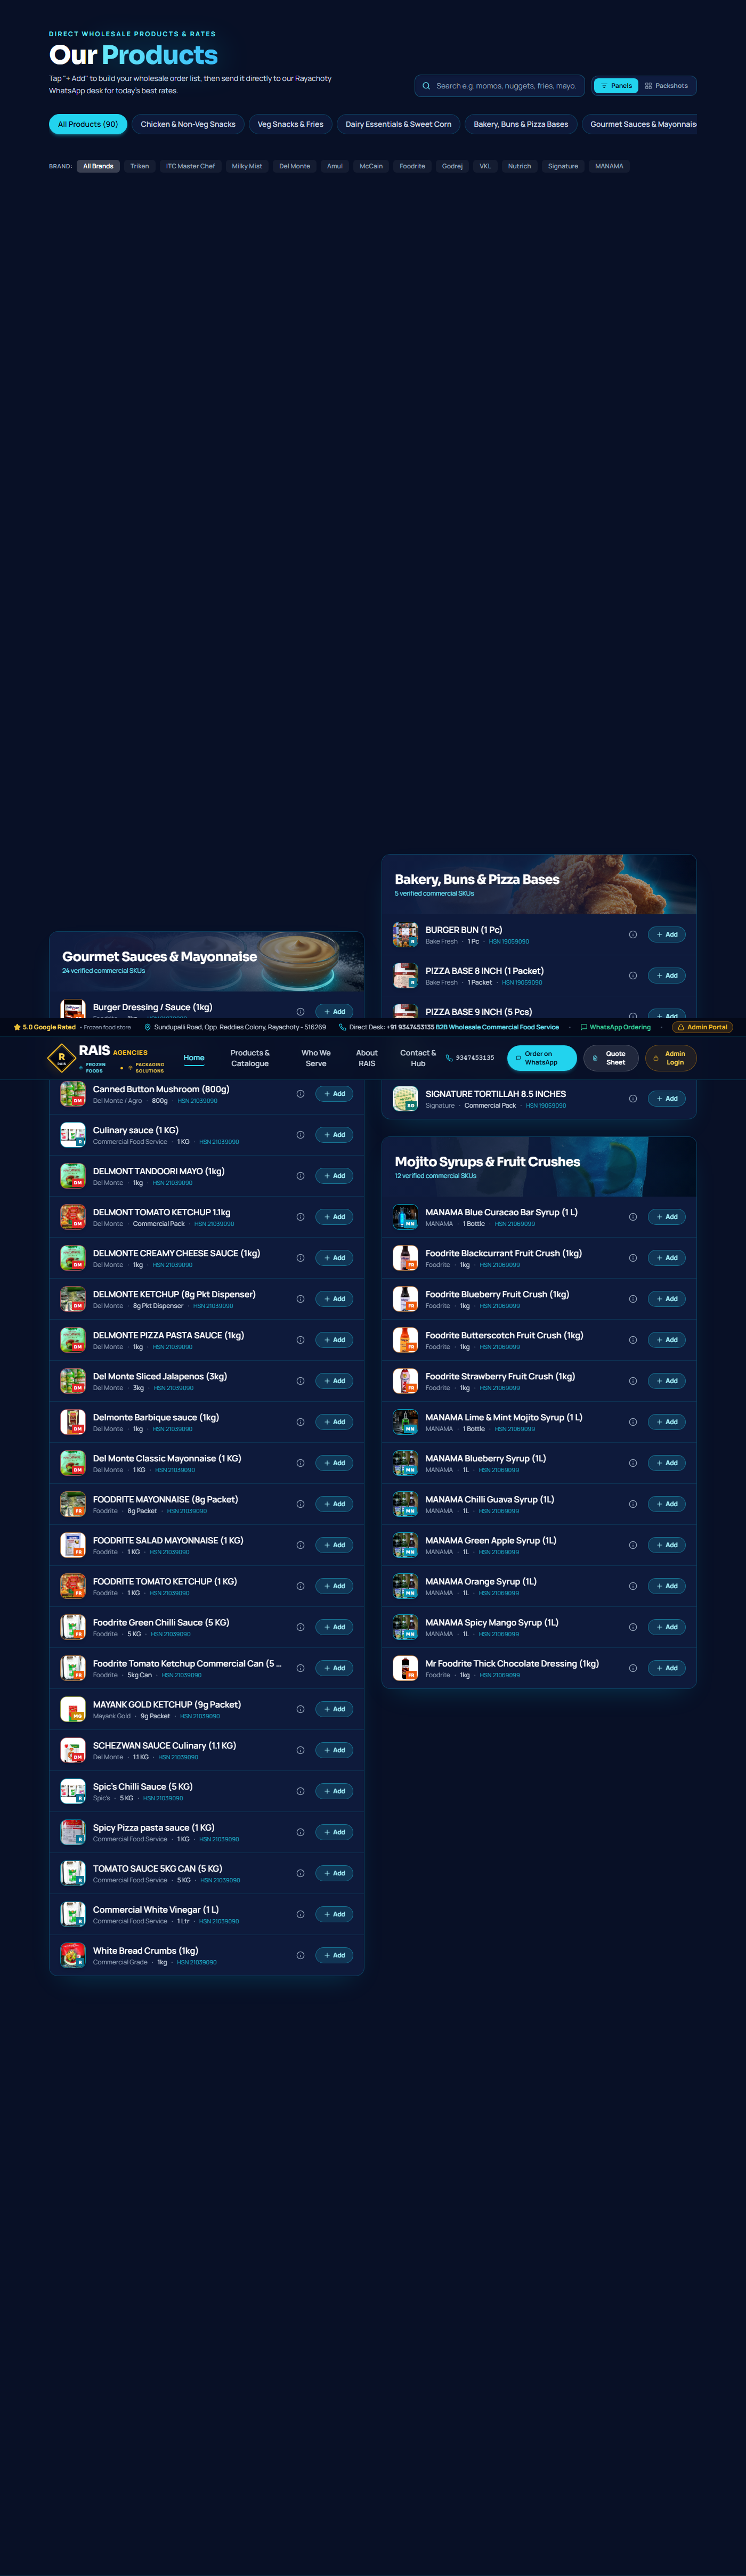 DIRECT WHOLESALE PRODUCTS & RATES
Our Products
Tap "+ Add" to build your wholesale order list, then send it directly to our Rayachoty
WhatsApp desk for today's best rates.
Search e.g. momos, nuggets, fries, mayo.
Panels
Packshots
All Products (90)
Chicken & Non-Veg Snacks
Veg Snacks & Fries
Dairy Essentials & Sweet Corn
Bakery, Buns & Pizza Bases
Gourmet Sauces & Mayonnaise
BRAND:
All Brands
Triken
ITC Master Chef
Milky Mist
Del Monte
Amul
McCain
Foodrite
Godrej
VKL
Nutrich
Signature
MANAMA
Bakery, Buns & Pizza Bases
5 verified commercial SKUs
BURGER BUN (1 Pc)
Bake Fresh · 1 Pc · HSN 19059090
+ Add
PIZZA BASE 8 INCH (1 Packet)
Bake Fresh · 1 Packet · HSN 19059090
+ Add
PIZZA BASE 9 INCH (5 Pcs)
+ Add
Gourmet Sauces & Mayonnaise
24 verified commercial SKUs
Burger Dressing / Sauce (1kg)
+ Add
5.0 Google Rated • Frozen food store
Sundupalli Road, Opp. Reddies Colony, Rayachoty - 516269
Direct Desk: +91 9347453135 B2B Wholesale Commercial Food Service
WhatsApp Ordering
Admin Portal
R
RAIS
RAIS AGENCIES
FROZEN FOODS
PACKAGING SOLUTIONS
Home
Products & Catalogue
Who We Serve
About RAIS
Contact & Hub
9347453135
Order on WhatsApp
Quote Sheet
Admin Login
Canned Button Mushroom (800g)
Del Monte / Agro · 800g · HSN 21039090
+ Add
Culinary sauce (1 KG)
Commercial Food Service · 1 KG · HSN 21039090
+ Add
DELMONT TANDOORI MAYO (1kg)
Del Monte · 1kg · HSN 21039090
+ Add
DELMONT TOMATO KETCHUP 1.1kg
Del Monte · Commercial Pack · HSN 21039090
+ Add
DELMONTE CREAMY CHEESE SAUCE (1kg)
Del Monte · 1kg · HSN 21039090
+ Add
DELMONTE KETCHUP (8g Pkt Dispenser)
Del Monte · 8g Pkt Dispenser · HSN 21039090
+ Add
DELMONTE PIZZA PASTA SAUCE (1kg)
Del Monte · 1kg · HSN 21039090
+ Add
Del Monte Sliced Jalapenos (3kg)
Del Monte · 3kg · HSN 21039090
+ Add
Delmonte Barbique sauce (1kg)
Del Monte · 1kg · HSN 21039090
+ Add
Del Monte Classic Mayonnaise (1 KG)
Del Monte · 1 KG · HSN 21039090
+ Add
FOODRITE MAYONNAISE (8g Packet)
Foodrite · 8g Packet · HSN 21039090
+ Add
FOODRITE SALAD MAYONNAISE (1 KG)
Foodrite · 1 KG · HSN 21039090
+ Add
FOODRITE TOMATO KETCHUP (1 KG)
Foodrite · 1 KG · HSN 21039090
+ Add
Foodrite Green Chilli Sauce (5 KG)
Foodrite · 5 KG · HSN 21039090
+ Add
Foodrite Tomato Ketchup Commercial Can (5 ...
Foodrite · 5kg Can · HSN 21039090
+ Add
MAYANK GOLD KETCHUP (9g Packet)
Mayank Gold · 9g Packet · HSN 21039090
+ Add
SCHEZWAN SAUCE Culinary (1.1 KG)
Del Monte · 1.1 KG · HSN 21039090
+ Add
Spic's Chilli Sauce (5 KG)
Spic's · 5 KG · HSN 21039090
+ Add
Spicy Pizza pasta sauce (1 KG)
Commercial Food Service · 1 KG · HSN 21039090
+ Add
TOMATO SAUCE 5KG CAN (5 KG)
Commercial Food Service · 5 KG · HSN 21039090
+ Add
Commercial White Vinegar (1 L)
Commercial Food Service · 1 Ltr · HSN 21039090
+ Add
White Bread Crumbs (1kg)
Commercial Grade · 1kg · HSN 21039090
+ Add
SIGNATURE TORTILLAH 8.5 INCHES
Signature · Commercial Pack · HSN 19059090
+ Add
Mojito Syrups & Fruit Crushes
12 verified commercial SKUs
MANAMA Blue Curacao Bar Syrup (1 L)
MANAMA · 1 Bottle · HSN 21069099
+ Add
Foodrite Blackcurrant Fruit Crush (1kg)
Foodrite · 1kg · HSN 21069099
+ Add
Foodrite Blueberry Fruit Crush (1kg)
Foodrite · 1kg · HSN 21069099
+ Add
Foodrite Butterscotch Fruit Crush (1kg)
Foodrite · 1kg · HSN 21069099
+ Add
Foodrite Strawberry Fruit Crush (1kg)
Foodrite · 1kg · HSN 21069099
+ Add
MANAMA Lime & Mint Mojito Syrup (1 L)
MANAMA · 1 Bottle · HSN 21069099
+ Add
MANAMA Blueberry Syrup (1L)
MANAMA · 1L · HSN 21069099
+ Add
MANAMA Chilli Guava Syrup (1L)
MANAMA · 1L · HSN 21069099
+ Add
MANAMA Green Apple Syrup (1L)
MANAMA · 1L · HSN 21069099
+ Add
MANAMA Orange Syrup (1L)
MANAMA · 1L · HSN 21069099
+ Add
MANAMA Spicy Mango Syrup (1L)
MANAMA · 1L · HSN 21069099
+ Add
Mr Foodrite Thick Chocolate Dressing (1kg)
Foodrite · 1kg · HSN 21069099
+ Add